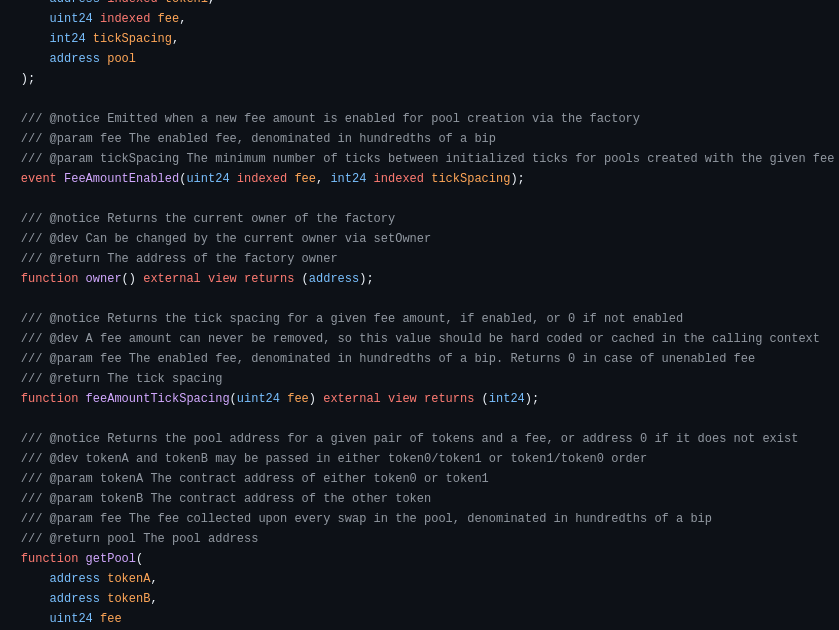 address indexed token1,
uint24 indexed fee,
int24 tickSpacing,
address pool
);
/// @notice Emitted when a new fee amount is enabled for pool creation via the factory
/// @param fee The enabled fee, denominated in hundredths of a bip
/// @param tickSpacing The minimum number of ticks between initialized ticks for pools created with the given fee
event FeeAmountEnabled(uint24 indexed fee, int24 indexed tickSpacing);
/// @notice Returns the current owner of the factory
/// @dev Can be changed by the current owner via setOwner
/// @return The address of the factory owner
function owner() external view returns (address);
/// @notice Returns the tick spacing for a given fee amount, if enabled, or 0 if not enabled
/// @dev A fee amount can never be removed, so this value should be hard coded or cached in the calling context
/// @param fee The enabled fee, denominated in hundredths of a bip. Returns 0 in case of unenabled fee
/// @return The tick spacing
function feeAmountTickSpacing(uint24 fee) external view returns (int24);
/// @notice Returns the pool address for a given pair of tokens and a fee, or address 0 if it does not exist
/// @dev tokenA and tokenB may be passed in either token0/token1 or token1/token0 order
/// @param tokenA The contract address of either token0 or token1
/// @param tokenB The contract address of the other token
/// @param fee The fee collected upon every swap in the pool, denominated in hundredths of a bip
/// @return pool The pool address
function getPool(
address tokenA,
address tokenB,
uint24 fee